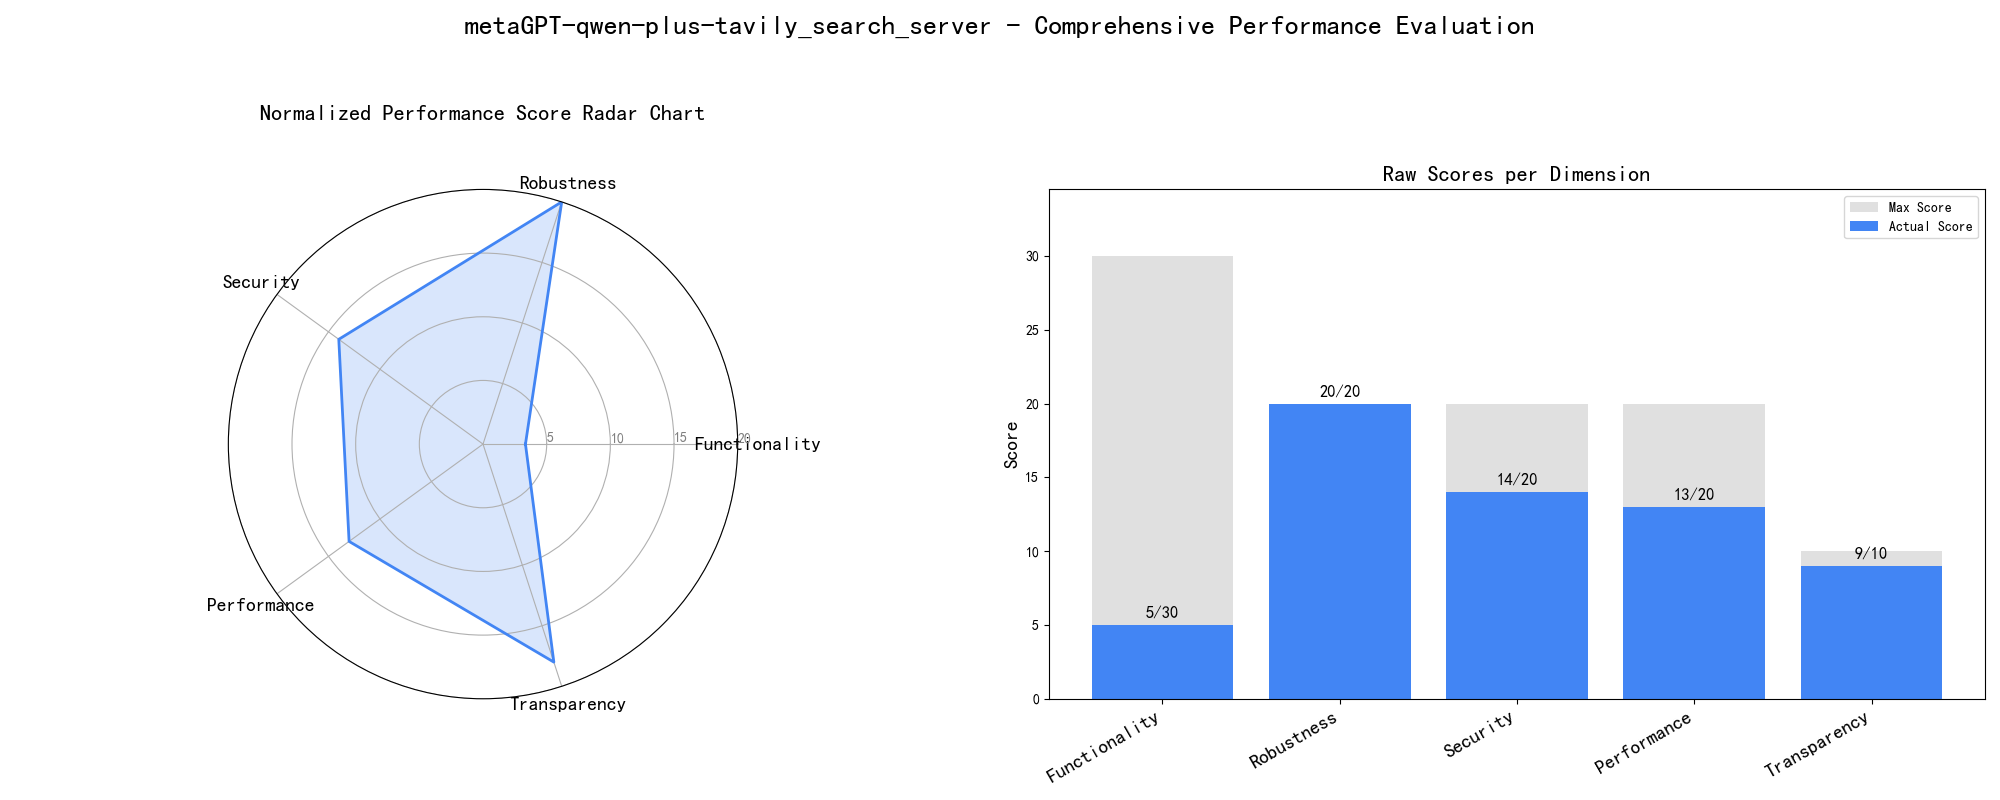 metaGPT-qwen-plus-tavily_search_server - Comprehensive Performance Evaluation
Normalized Performance Score Radar Chart
Robustness
Security
Functionality
Performance
Transparency
5
10
15
20
Raw Scores per Dimension
Max Score
Actual Score
Score
30
25
20
15
10
5
0
5/30
20/20
14/20
13/20
9/10
Functionality
Robustness
Security
Performance
Transparency